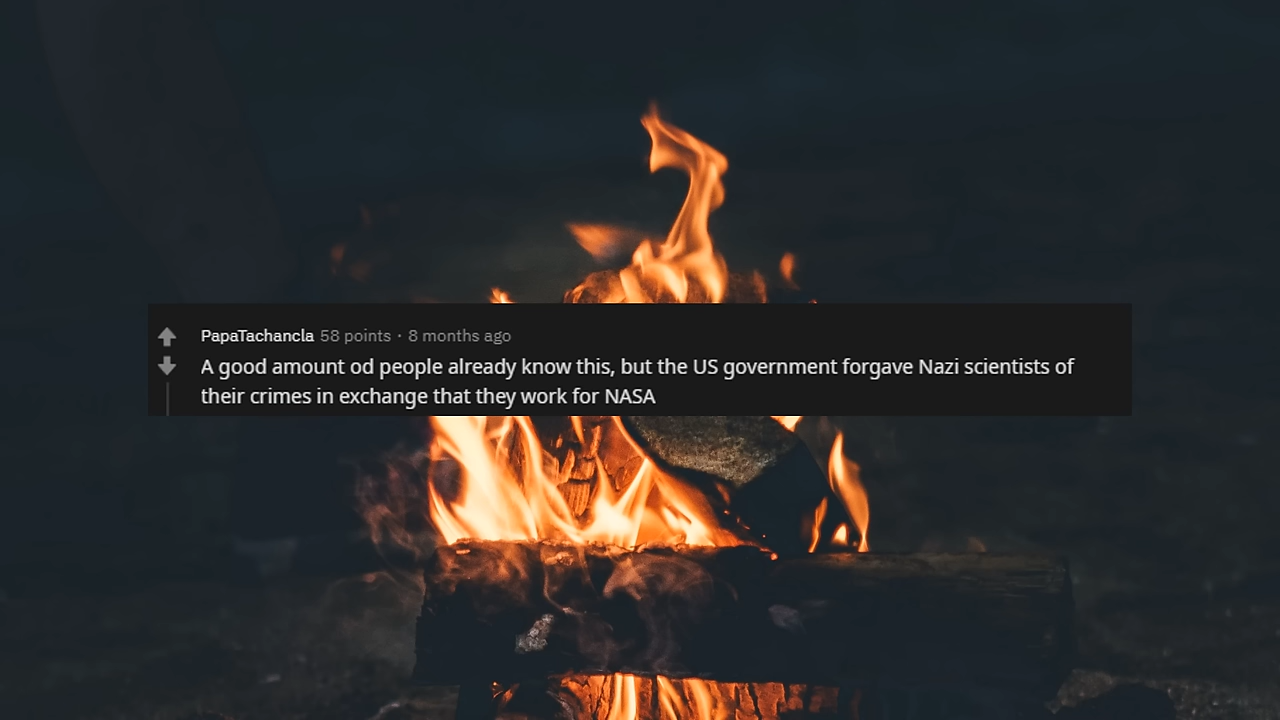 PapaTachancla 58 points · 8 months ago
A good amount od people already know this, but the US government forgave Nazi scientists of
their crimes in exchange that they work for NASA